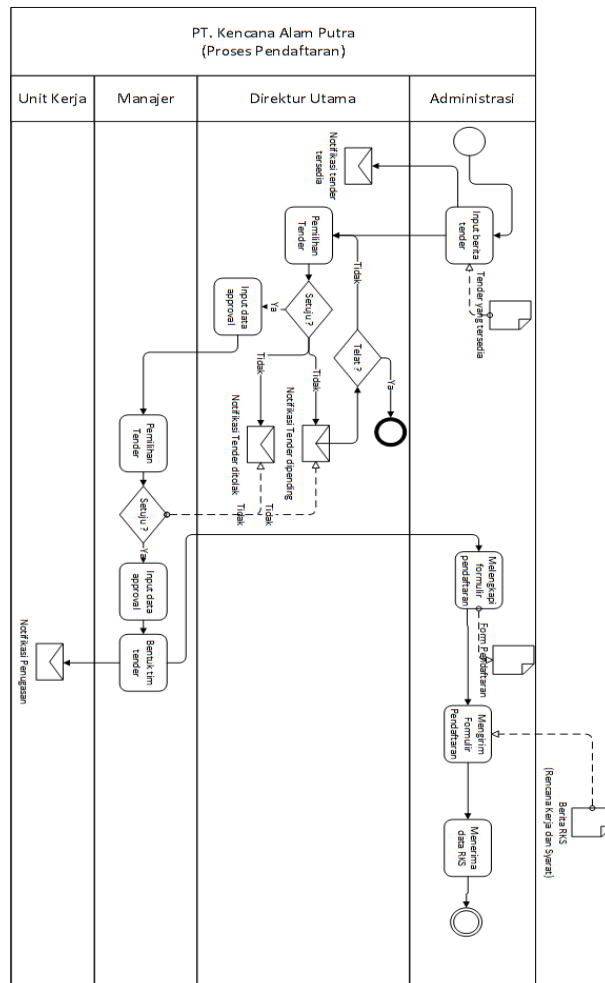 PT. Kencana Alam Putra
(Proses Pendaftaran)
Unit Kerja
Manajer
Direktur Utama
Administrasi
Notifikasi tender
tersedia
Input berita
tender
Tender yang tersedia
Pemilihan
Tender
Tidak
Setuju ?
Ya
Input data
approval
Telat ?
Ya
Tidak
Tidak
Notifikasi Tender ditolak
Notifikasi Tender dipending
Pemilihan
Tender
Setuju ?
Tidak
Tidak
Ya
Input data
approval
Bentuk tim
tender
Notifikasi Penugasan
Melengkapi
formulir
pendaftaran
Form Pendaftaran
Mengirim
Formulir
Pendaftaran
Berita RKS
(Rencana Kerja dan Syarat)
Menerima
data RKS